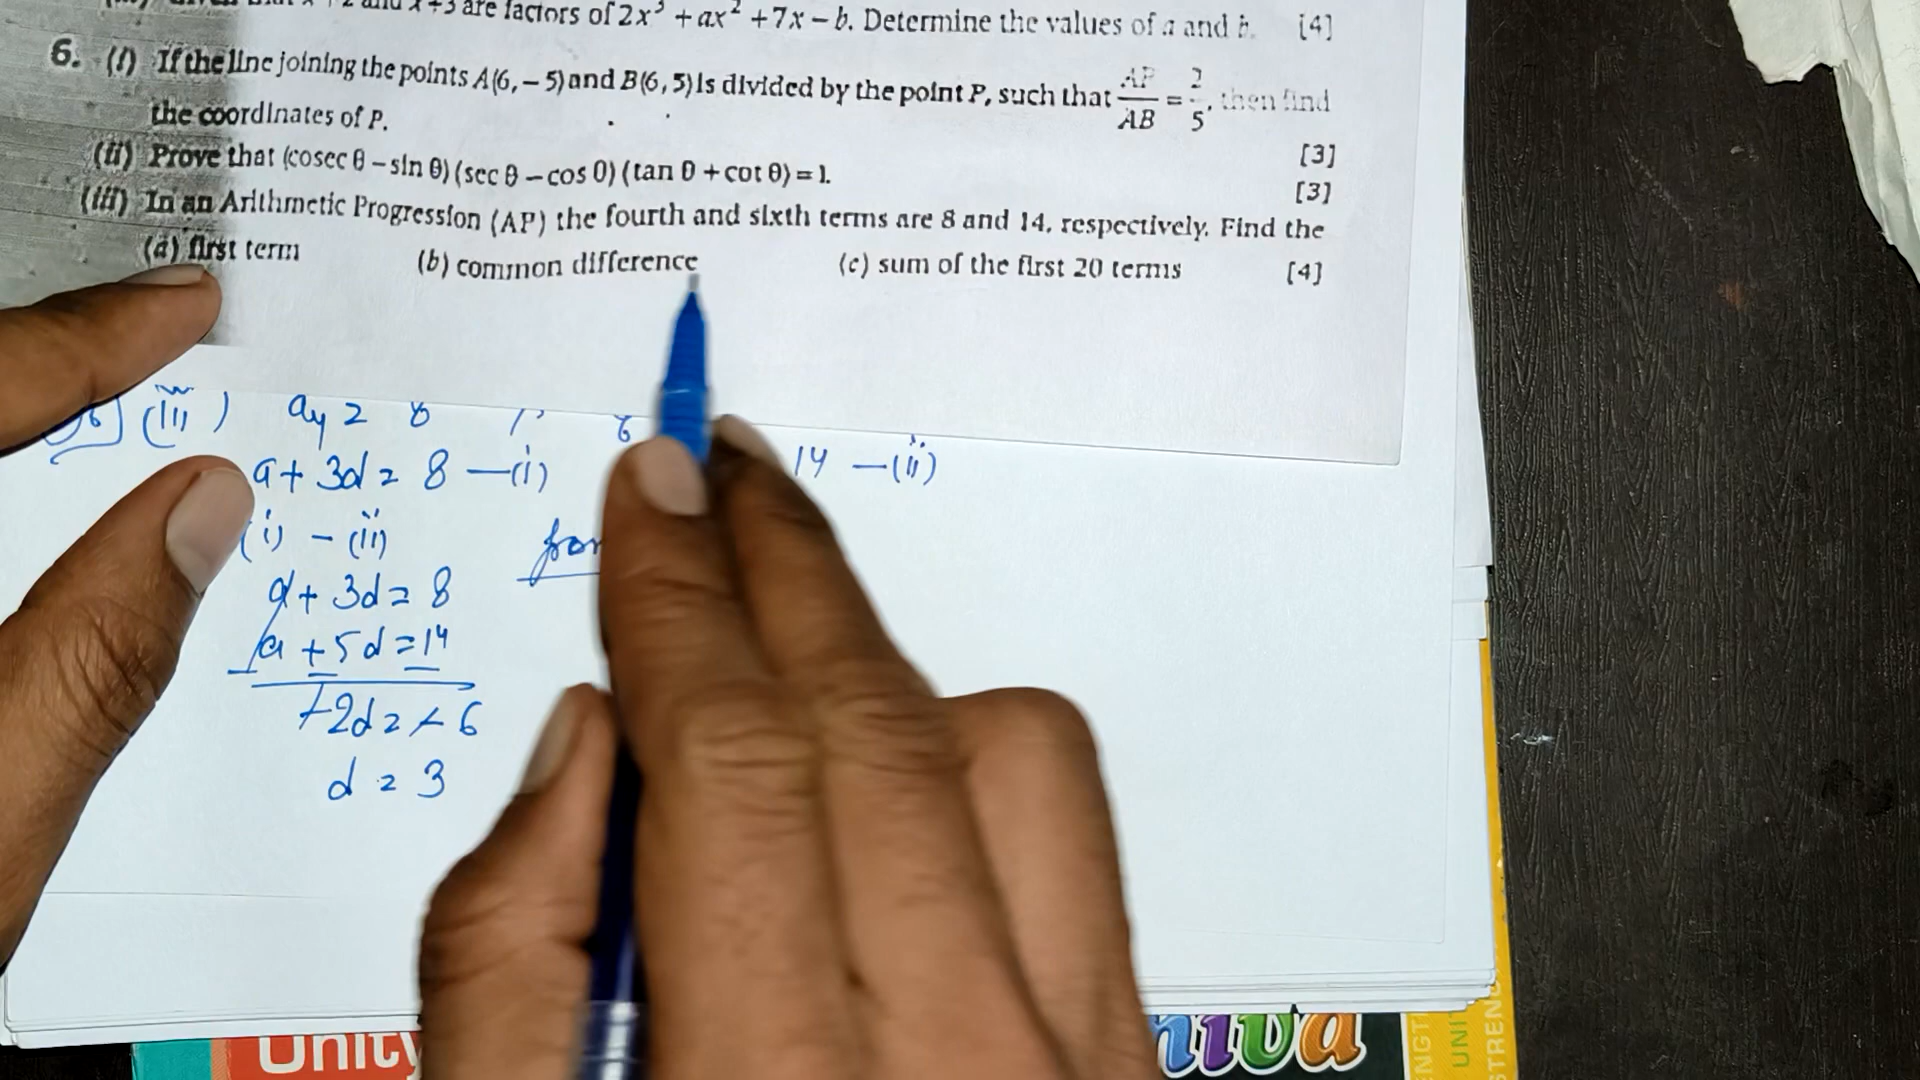 x + 3 are factors of 2x³ + ax² + 7x – b. Determine the values of a and b. [4]
6. (i) If the line joining the points A(6, – 5) and B(6, 5) is divided by the point P, such that AP/AB = 2/5, then find
the coordinates of P. [3]
(ii) Prove that (cosec θ – sin θ) (sec θ – cos θ) (tan θ + cot θ) = 1. [3]
(iii) In an Arithmetic Progression (AP) the fourth and sixth terms are 8 and 14, respectively. Find the
(a) first term (b) common difference (c) sum of the first 20 terms [4]
6 (iii) a4 = 8
a + 3d = 8 —(i) 14 —(ii)
(i) – (ii)
a + 3d = 8
a + 5d = 14
– – –
–2d = –6
d = 3
Unity
STREN
UNI